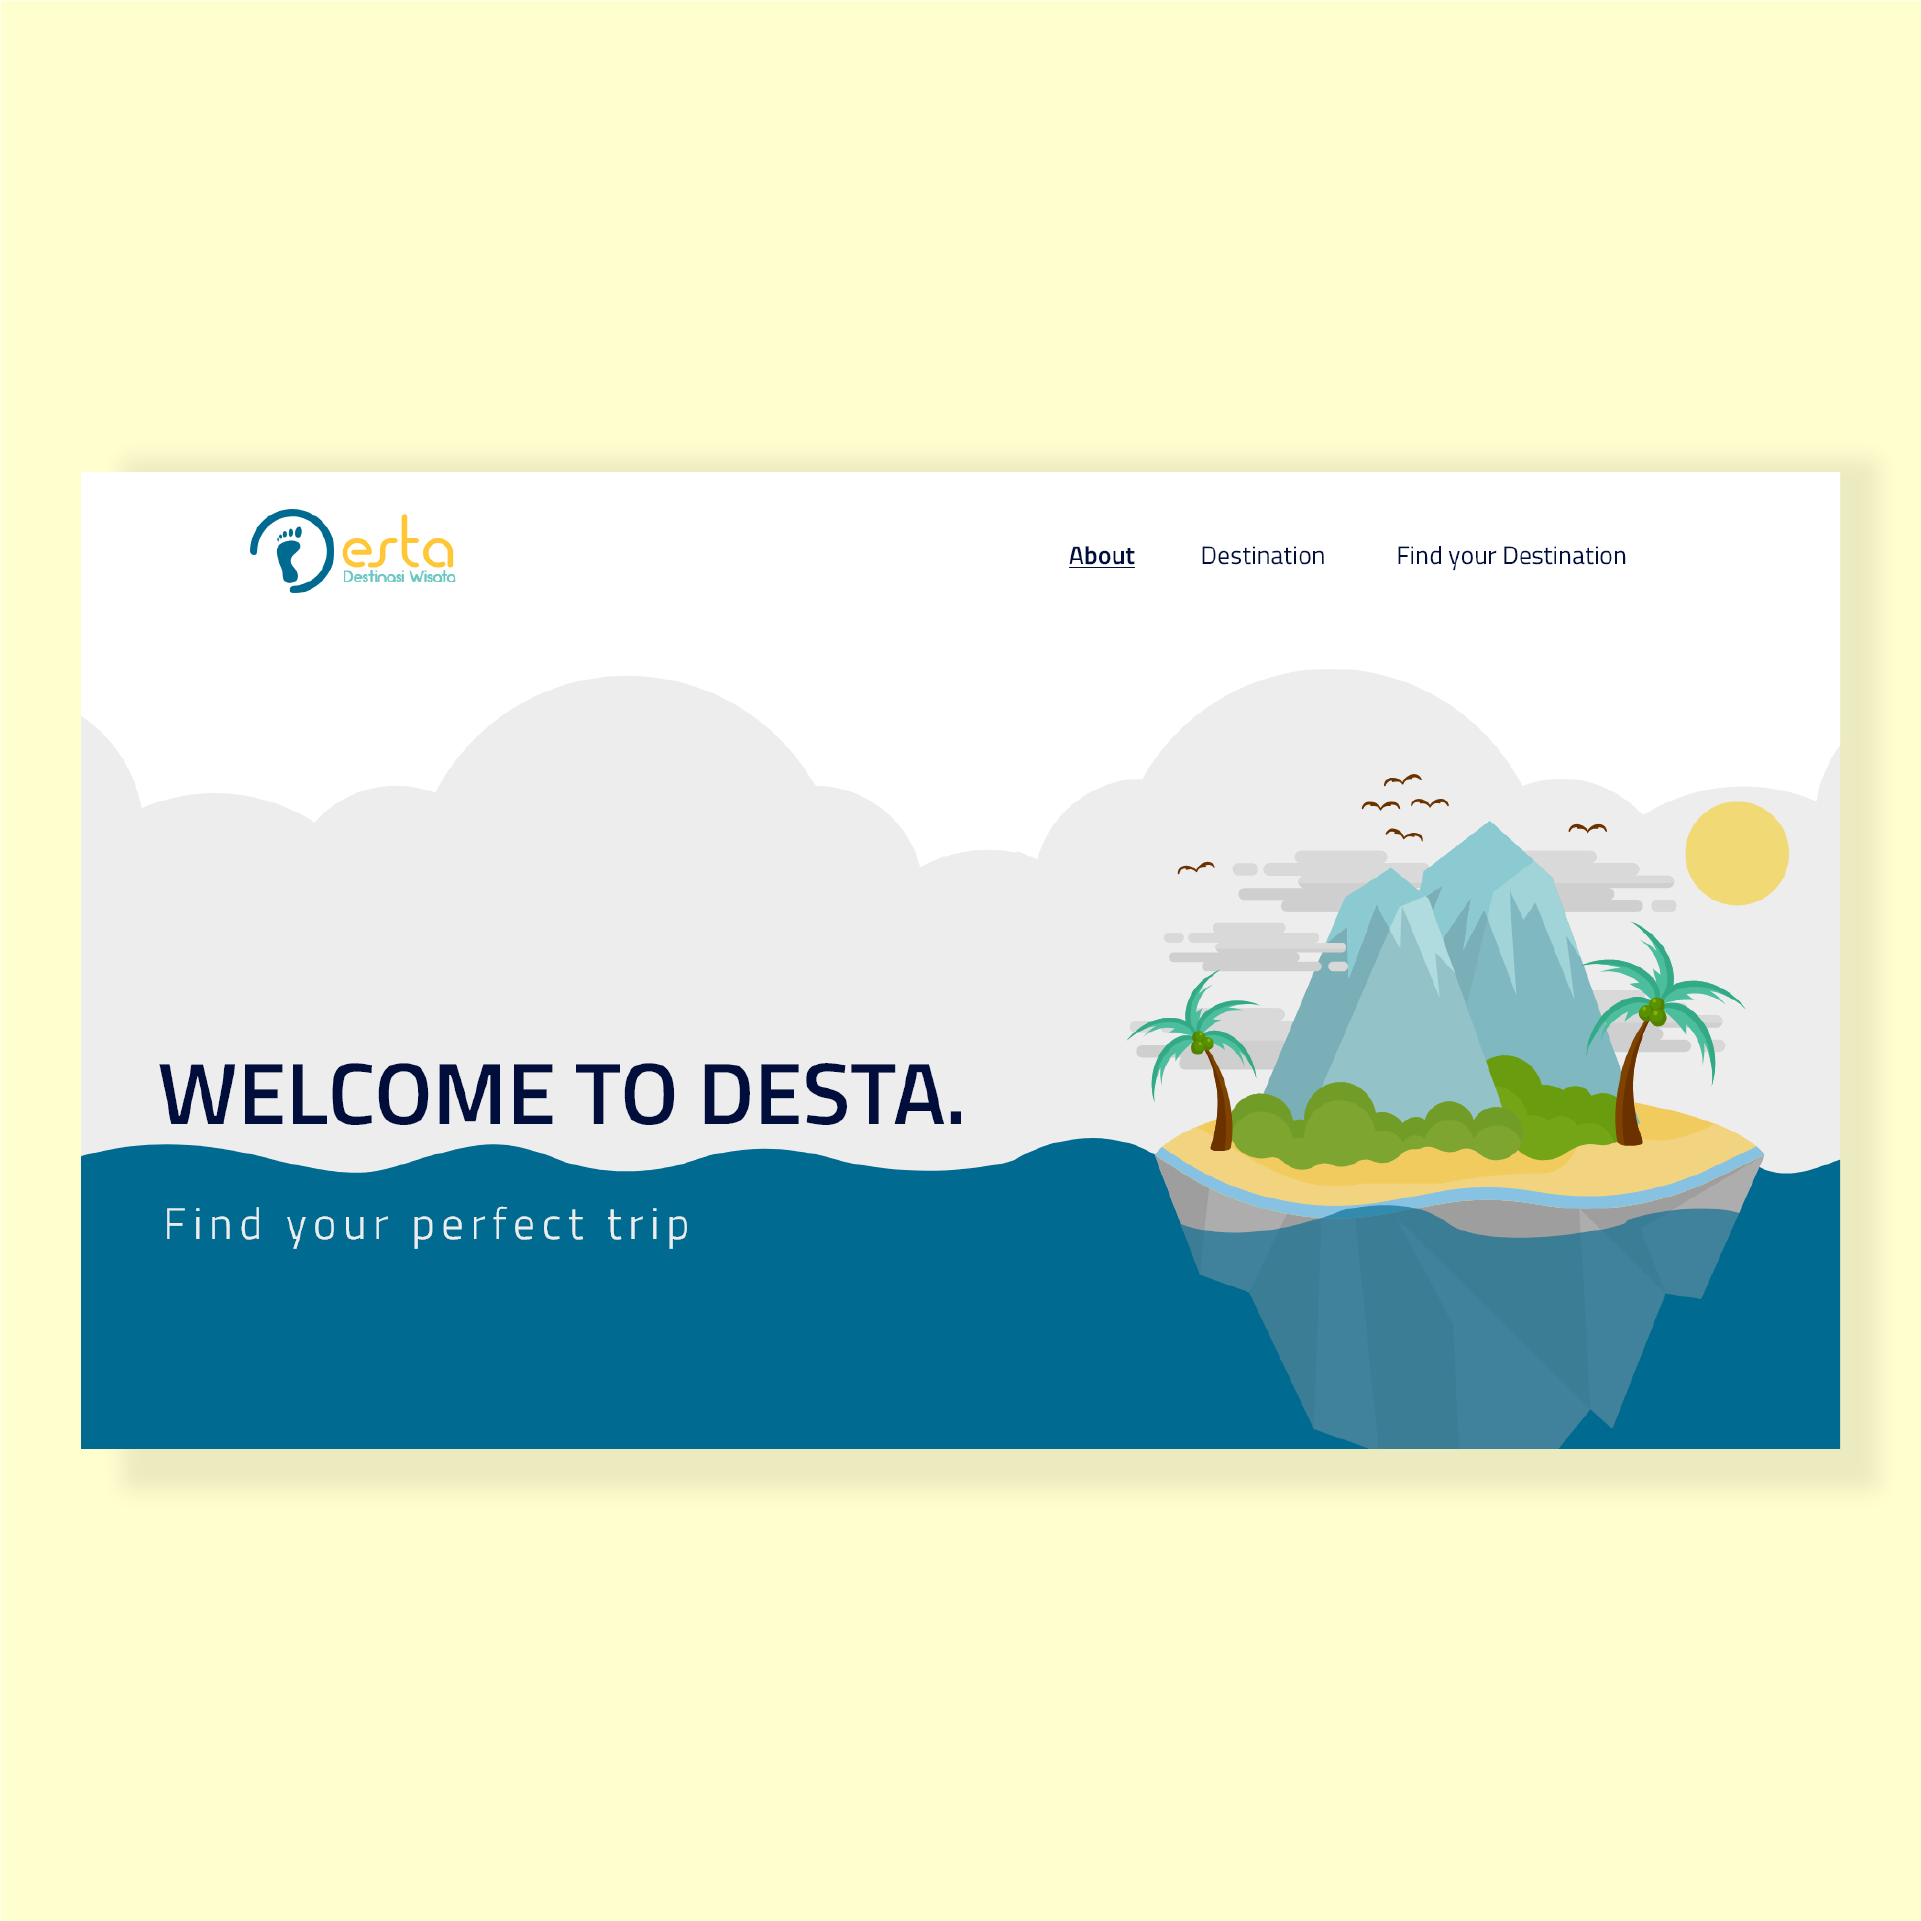 esta
Destinasi Wisata
About Destination Find your Destination
WELCOME TO DESTA.
Find your perfect trip